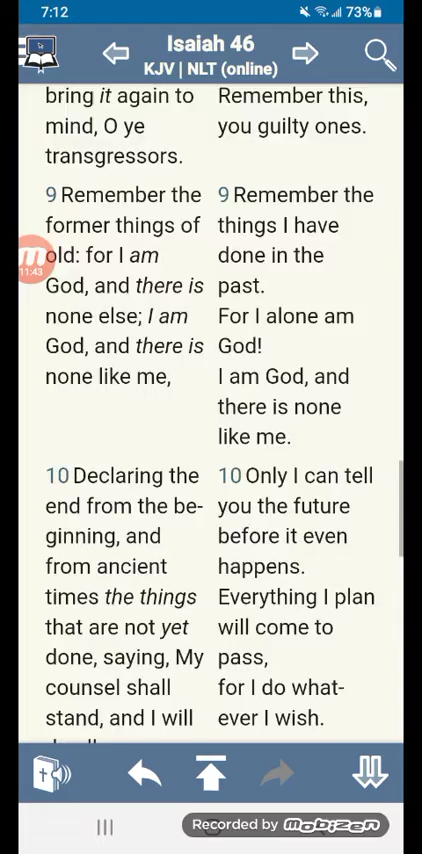 7:12
73%
Isaiah 46
KJV | NLT (online)
bring it again to
mind, O ye
transgressors.
Remember this,
you guilty ones.
9 Remember the
former things of
old: for I am
God, and there is
none else; I am
God, and there is
none like me,
9 Remember the
things I have
done in the
past.
For I alone am
God!
I am God, and
there is none
like me.
11:43
10 Declaring the
end from the be-
ginning, and
from ancient
times the things
that are not yet
done, saying, My
counsel shall
stand, and I will
10 Only I can tell
you the future
before it even
happens.
Everything I plan
will come to
pass,
for I do what-
ever I wish.
Recorded by mobizen